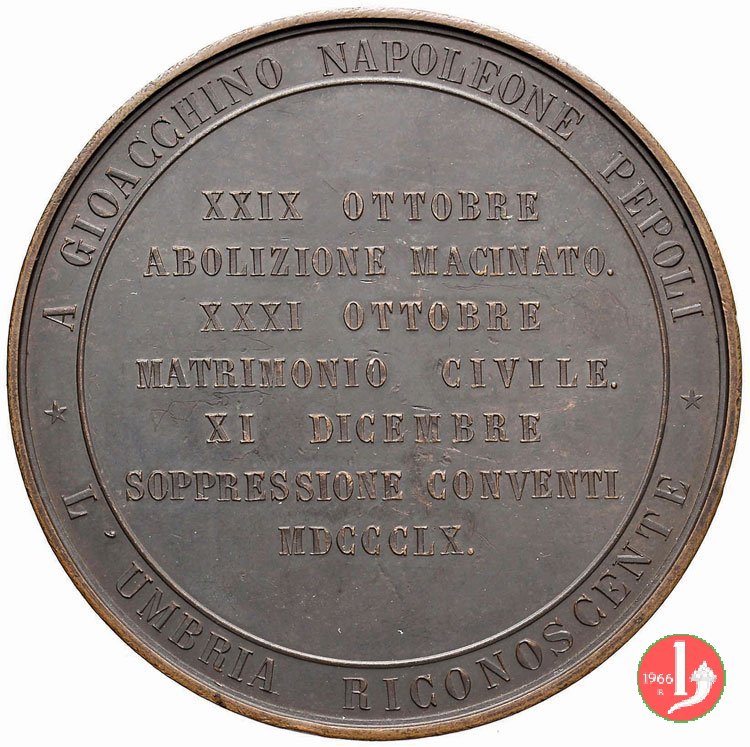 A GIOACCHINO NAPOLEONE PEPOLI
XXIX OTTOBRE
ABOLIZIONE MACINATO.
XXXI OTTOBRE
MATRIMONIO CIVILE.
XI DICEMBRE
SOPPRESSIONE CONVENTI
MDCCCLX.
L'UMBRIA RICONOSCENTE
1966